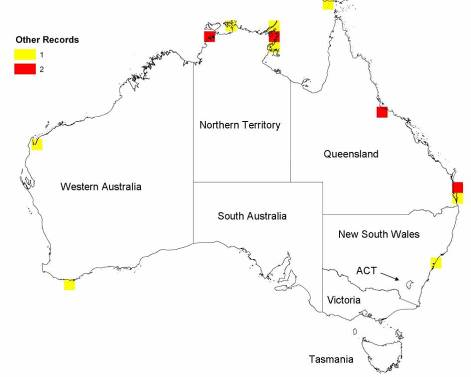 Other Records
1
2
Northern Territory
Queensland
Western Australia
South Australia
New South Wales
ACT
Victoria
Tasmania